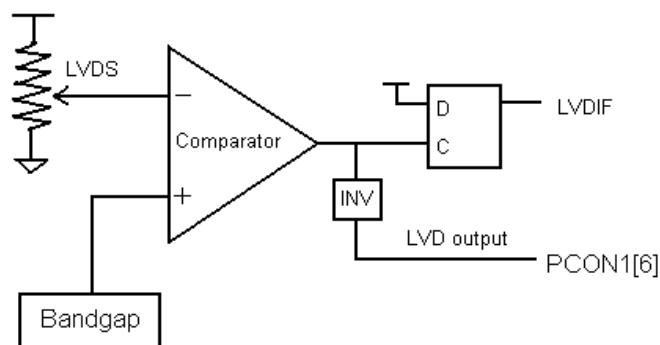 LVDS
−
Comparator
+
D
C
LVDIF
INV
LVD output
PCON1[6]
Bandgap